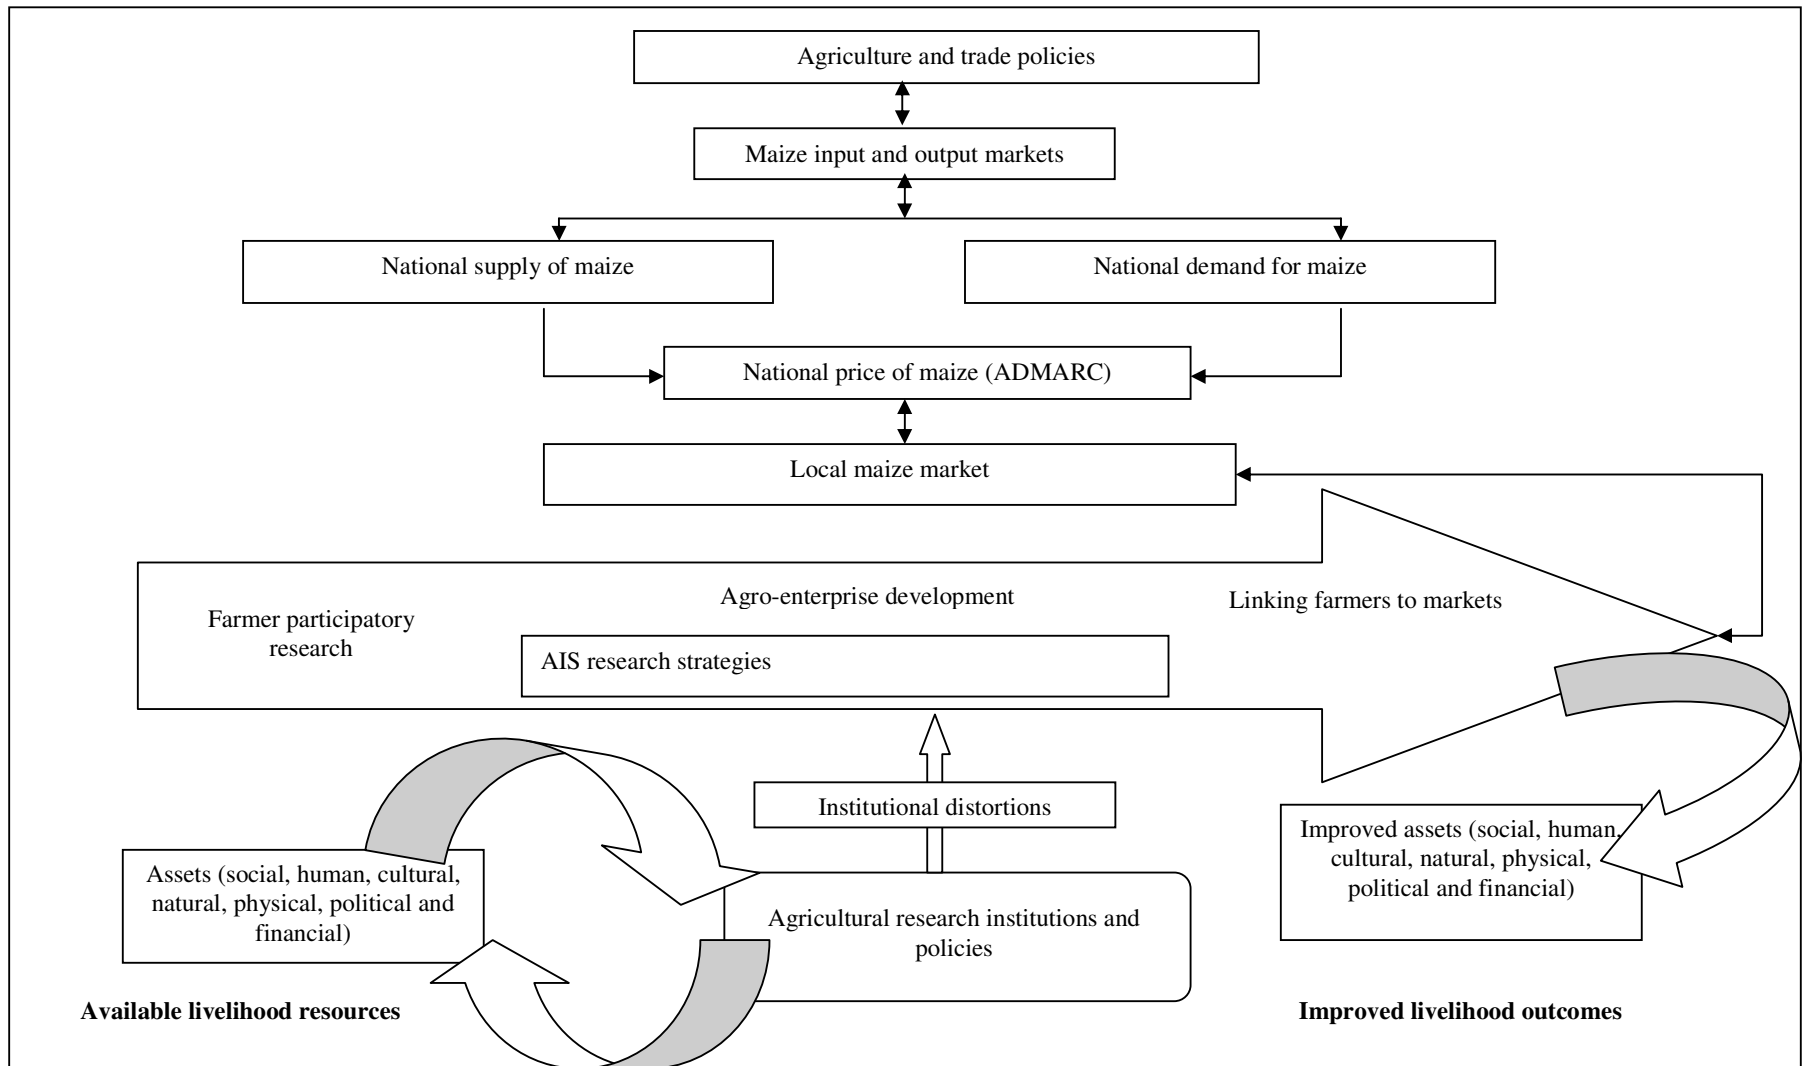 Agriculture and trade policies
Maize input and output markets
National supply of maize
National demand for maize
National price of maize (ADMARC)
Local maize market
Agro-enterprise development
Linking farmers to markets
Farmer participatory
research
AIS research strategies
Institutional distortions
Improved assets (social, human,
cultural, natural, physical,
political and financial)
Assets (social, human, cultural,
natural, physical, political and
financial)
Agricultural research institutions and
policies
Available livelihood resources
Improved livelihood outcomes